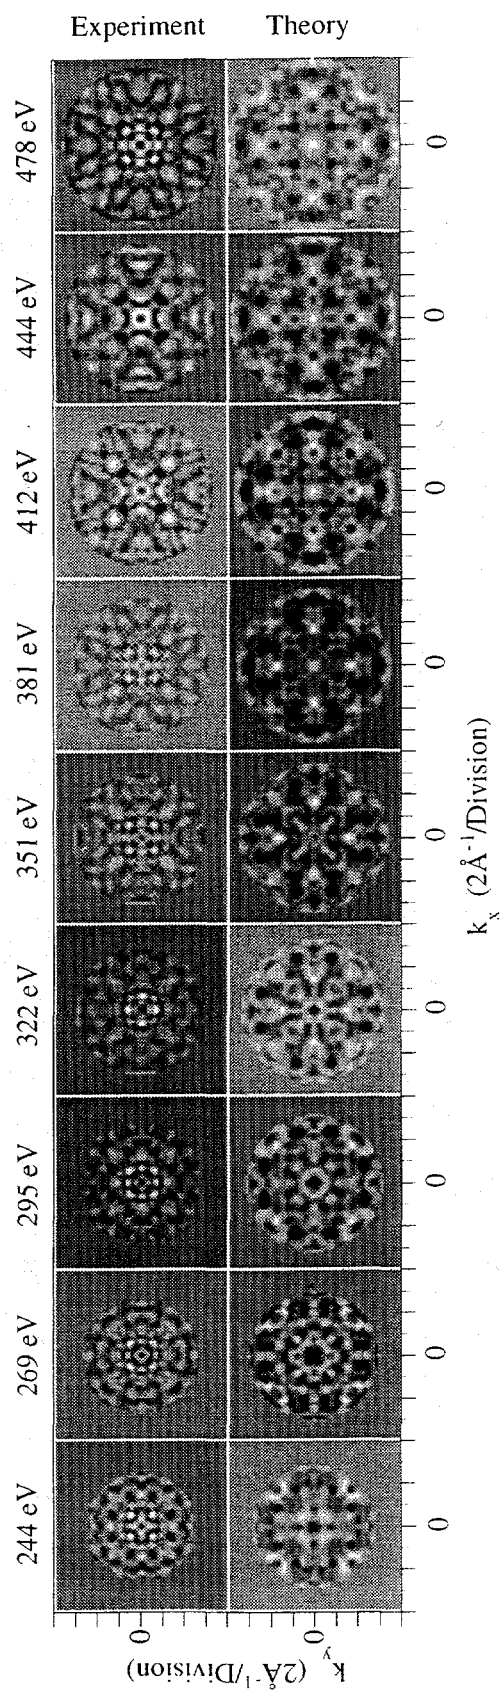 Experiment
Theory
244 eV
269 eV
295 eV
322 eV
351 eV
381 eV
412 eV
444 eV
478 eV
0
0
0
0
0
0
0
0
0
0
0
k_y (2Å⁻¹/Division)
k_x (2Å⁻¹/Division)